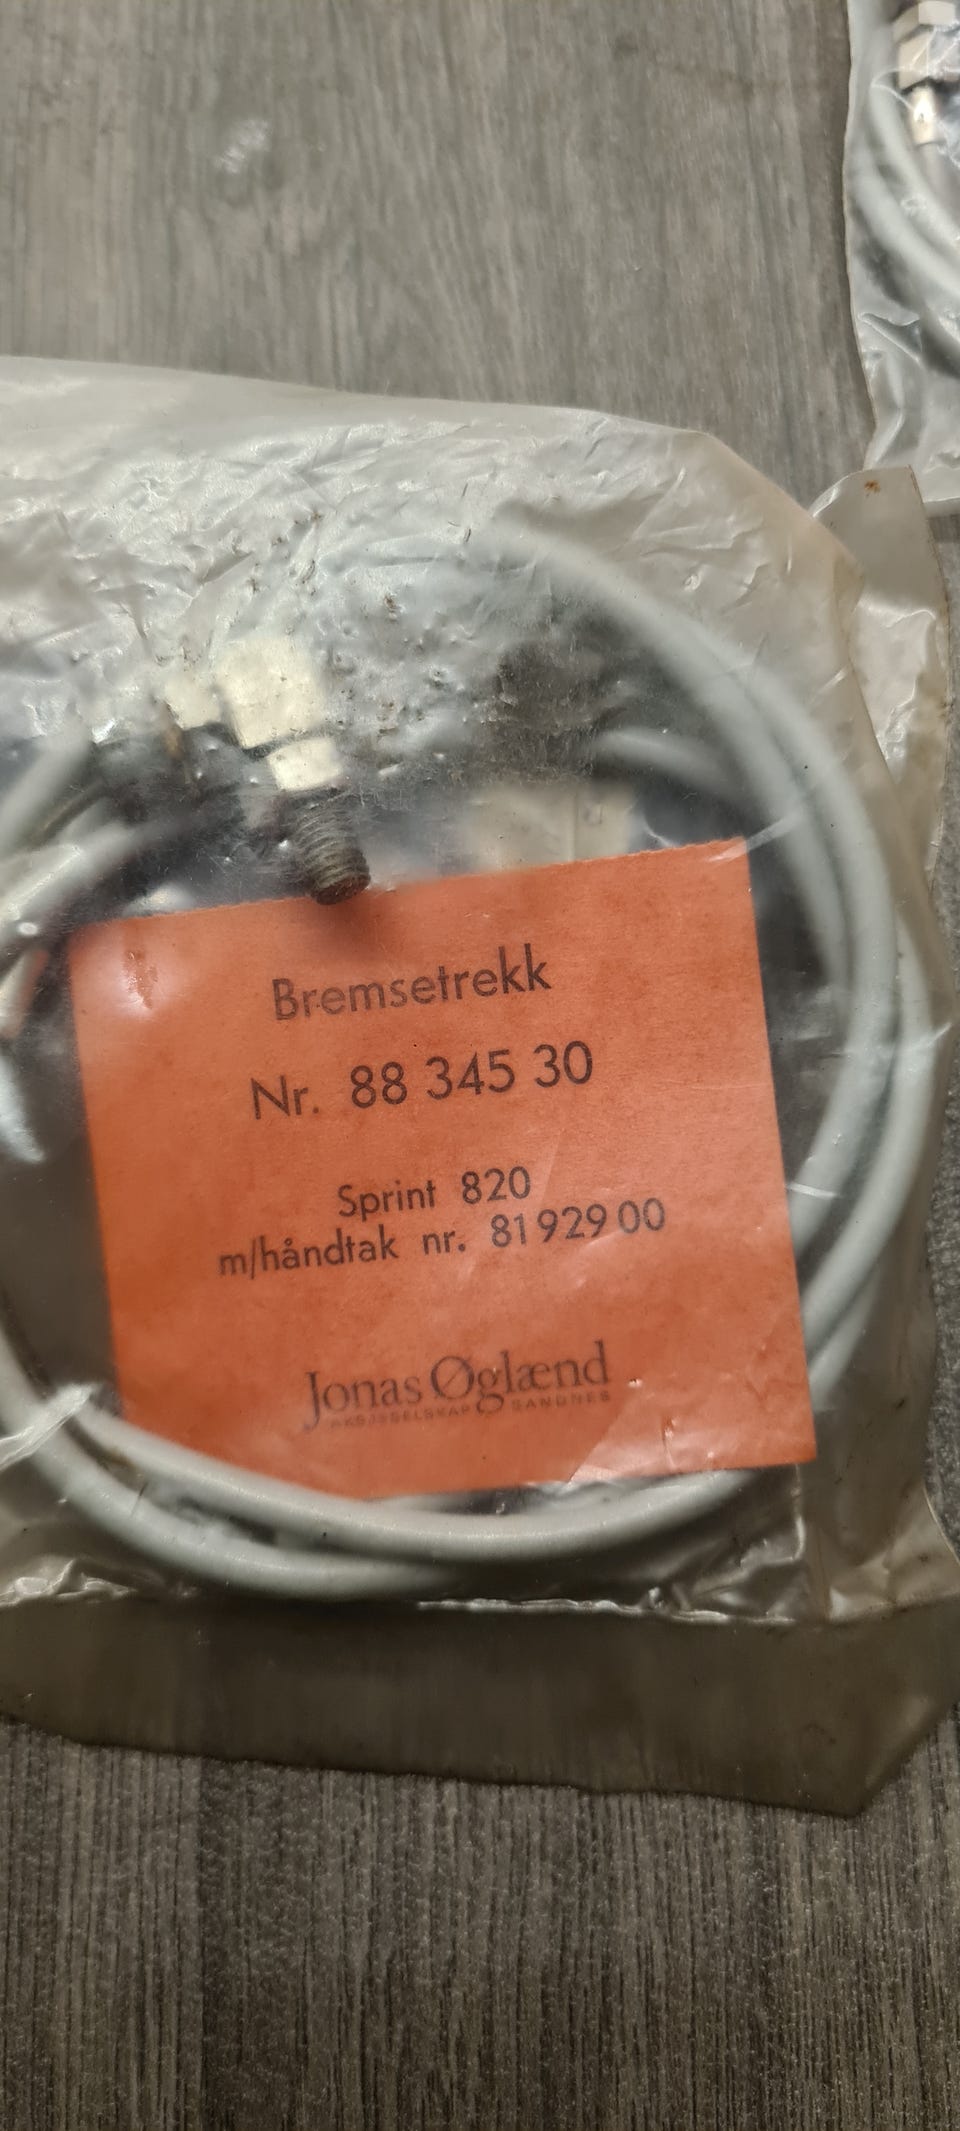 Bremsetrekk
Nr. 88 345 30
Sprint 820
m/håndtak nr. 81 929 00
Jonas Øglænd
AKSJESELSKAP SANDNES